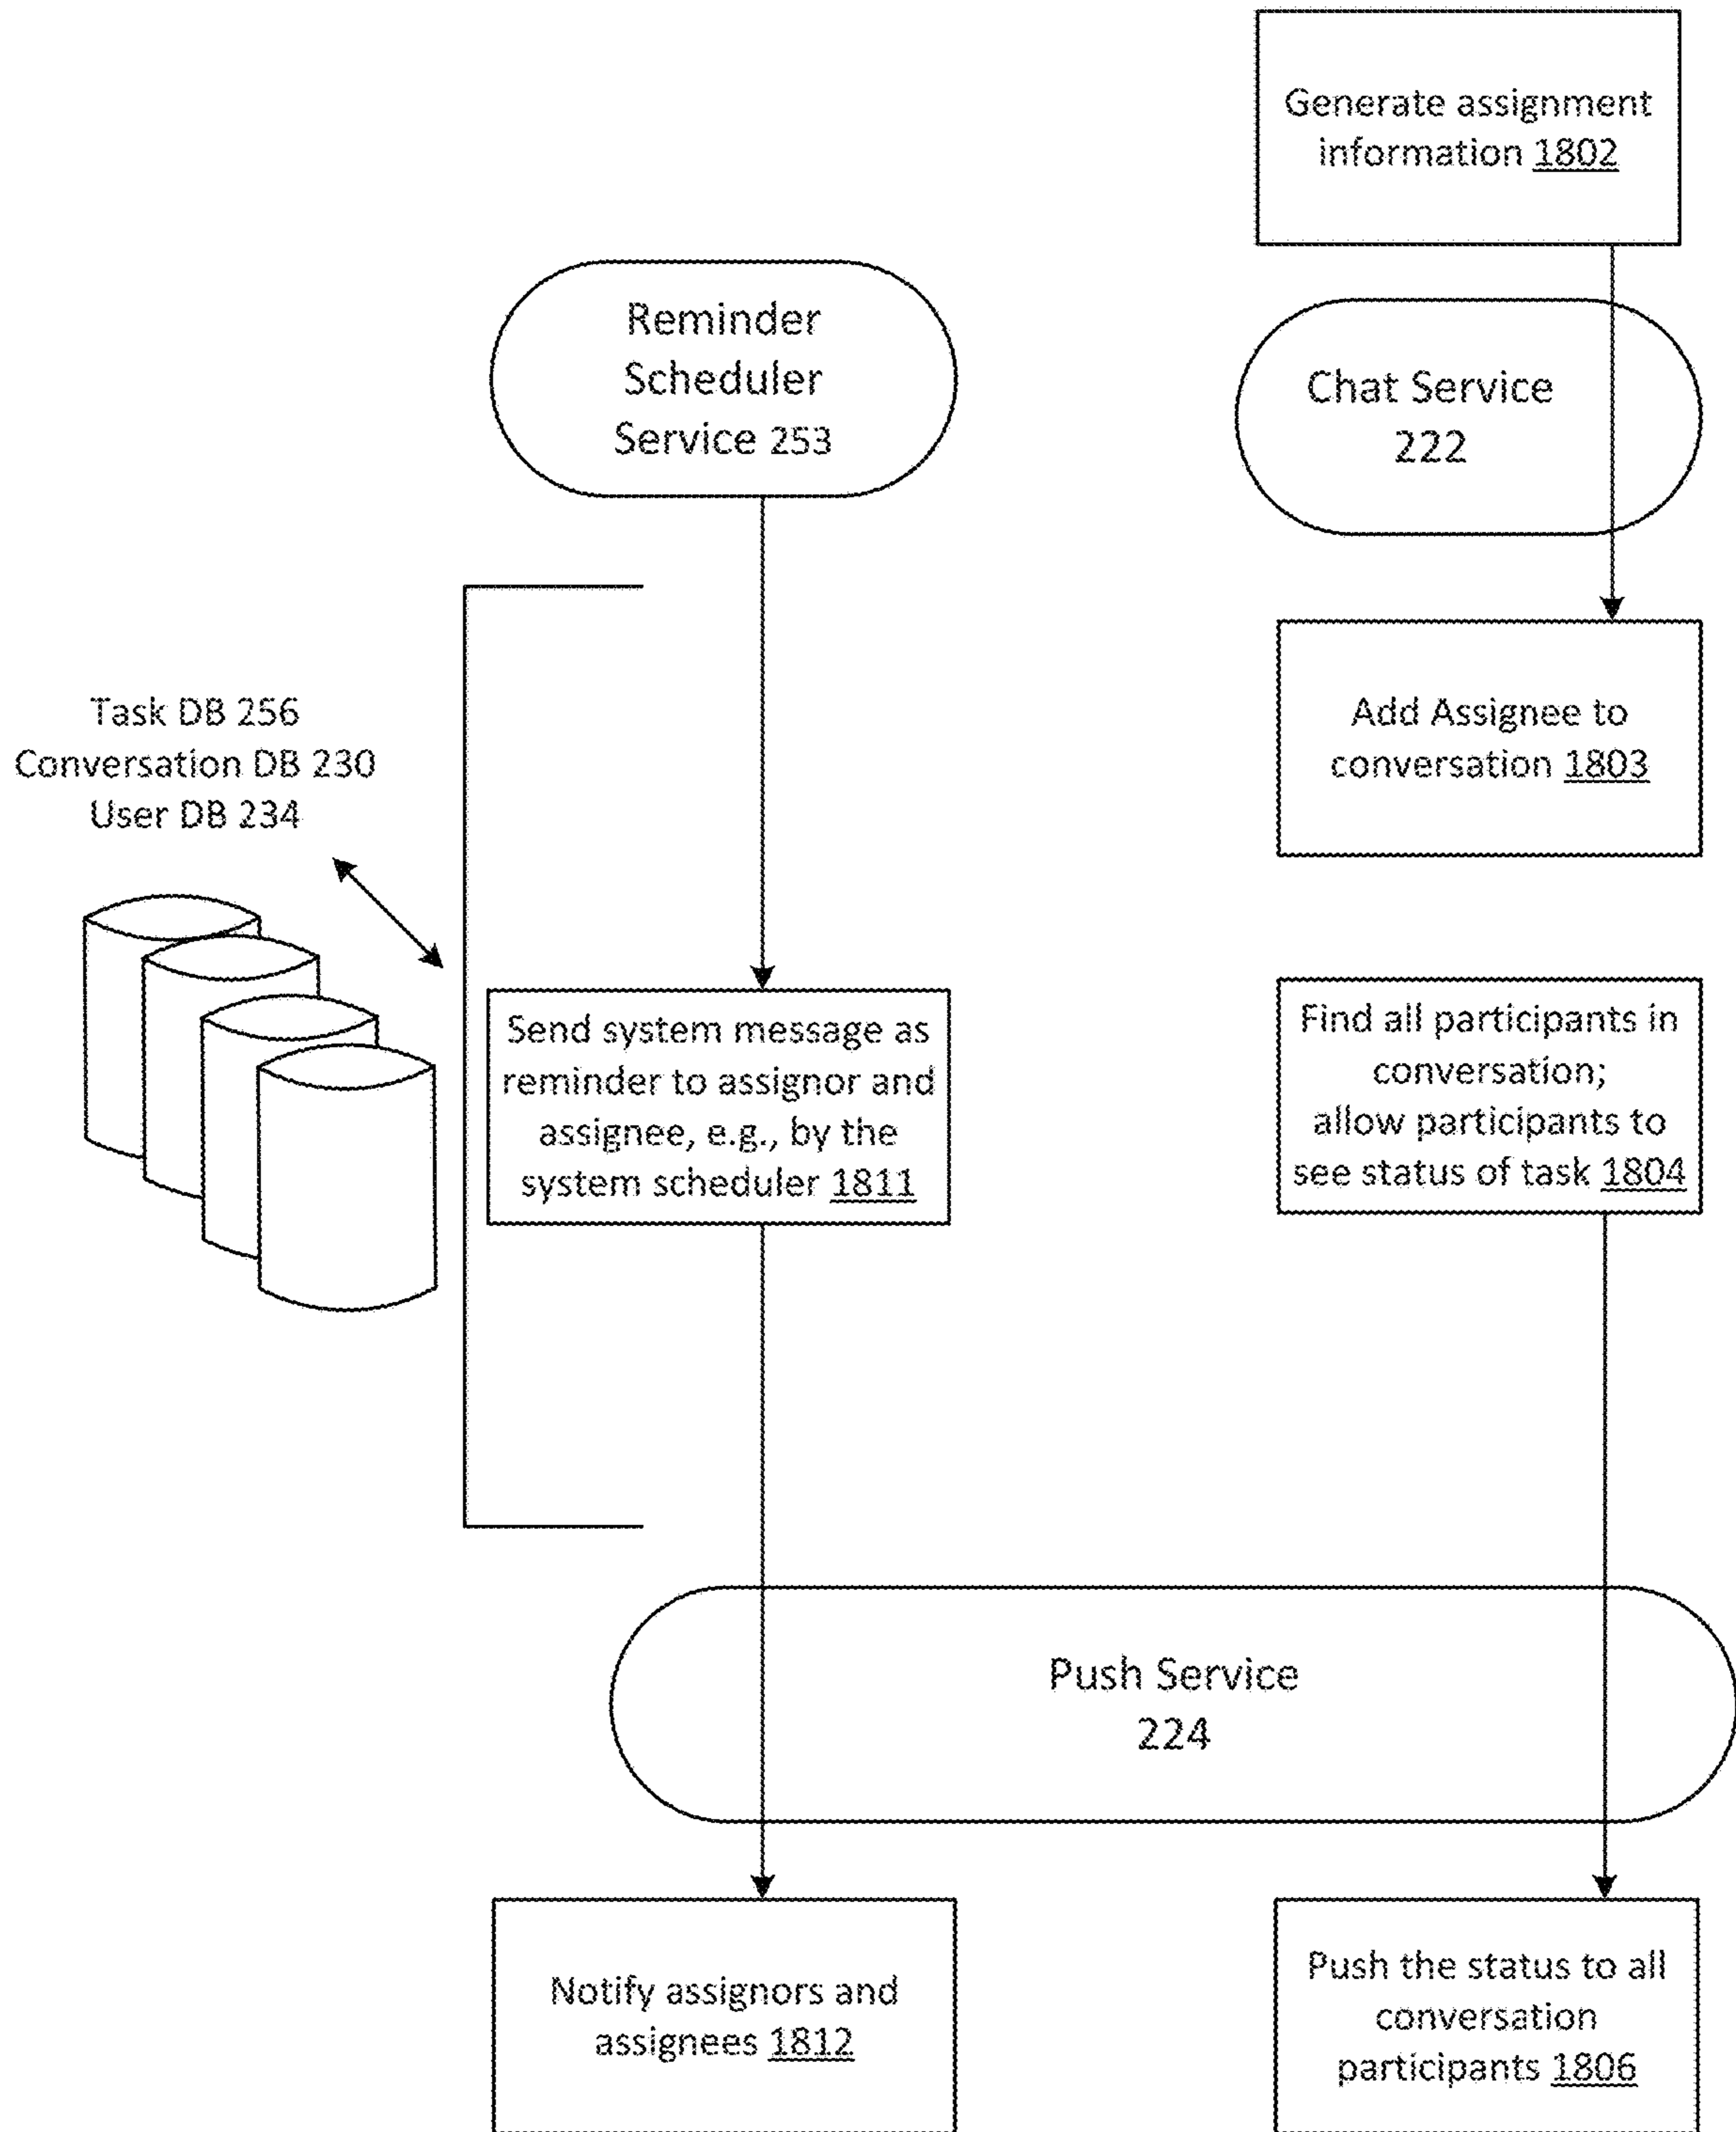 Generate assignment
information 1802
Reminder
Scheduler
Service 253
Chat Service
222
Task DB 256
Conversation DB 230
User DB 234
Add Assignee to
conversation 1803
Send system message as
reminder to assignor and
assignee, e.g., by the
system scheduler 1811
Find all participants in
conversation;
allow participants to
see status of task 1804
Push Service
224
Notify assignors and
assignees 1812
Push the status to all
conversation
participants 1806